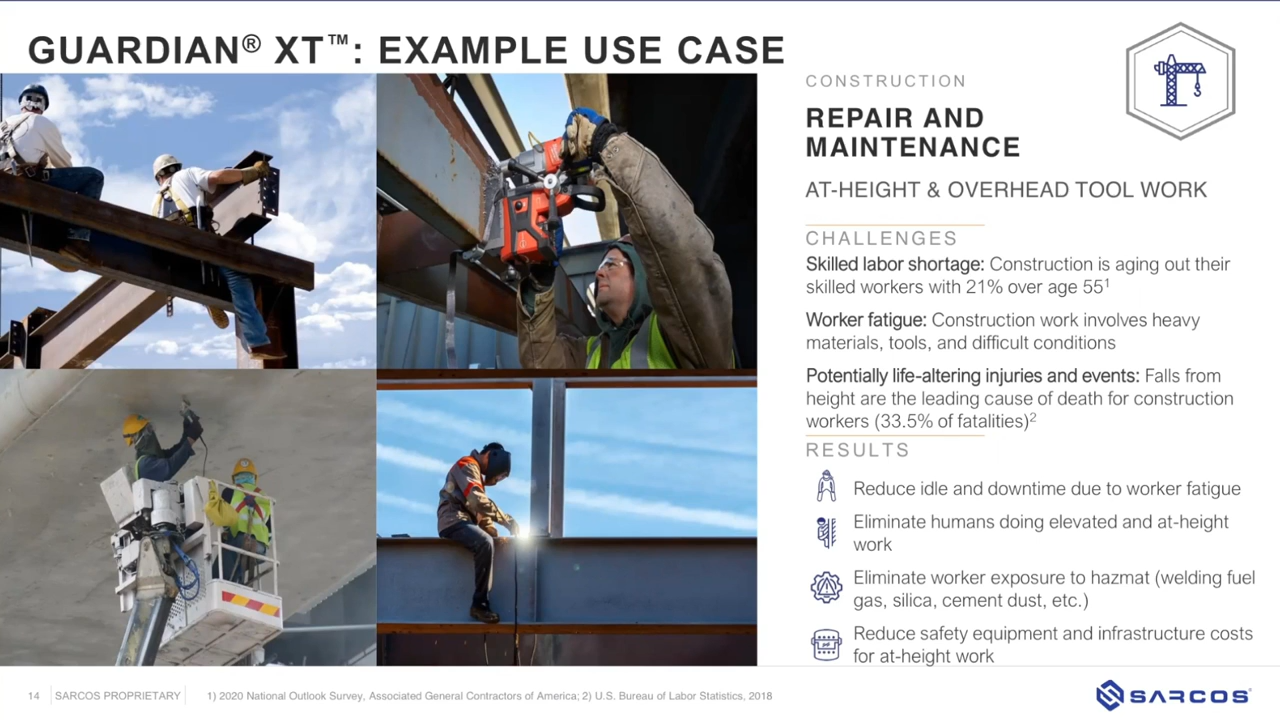 GUARDIAN® XT™: EXAMPLE USE CASE
CONSTRUCTION
REPAIR AND
MAINTENANCE
AT-HEIGHT & OVERHEAD TOOL WORK
CHALLENGES
Skilled labor shortage: Construction is aging out their
skilled workers with 21% over age 55¹
Worker fatigue: Construction work involves heavy
materials, tools, and difficult conditions
Potentially life-altering injuries and events: Falls from
height are the leading cause of death for construction
workers (33.5% of fatalities)²
RESULTS
Reduce idle and downtime due to worker fatigue
Eliminate humans doing elevated and at-height
work
Eliminate worker exposure to hazmat (welding fuel
gas, silica, cement dust, etc.)
Reduce safety equipment and infrastructure costs
for at-height work
14 SARCOS PROPRIETARY 1) 2020 National Outlook Survey, Associated General Contractors of America; 2) U.S. Bureau of Labor Statistics, 2018
SARCOS®